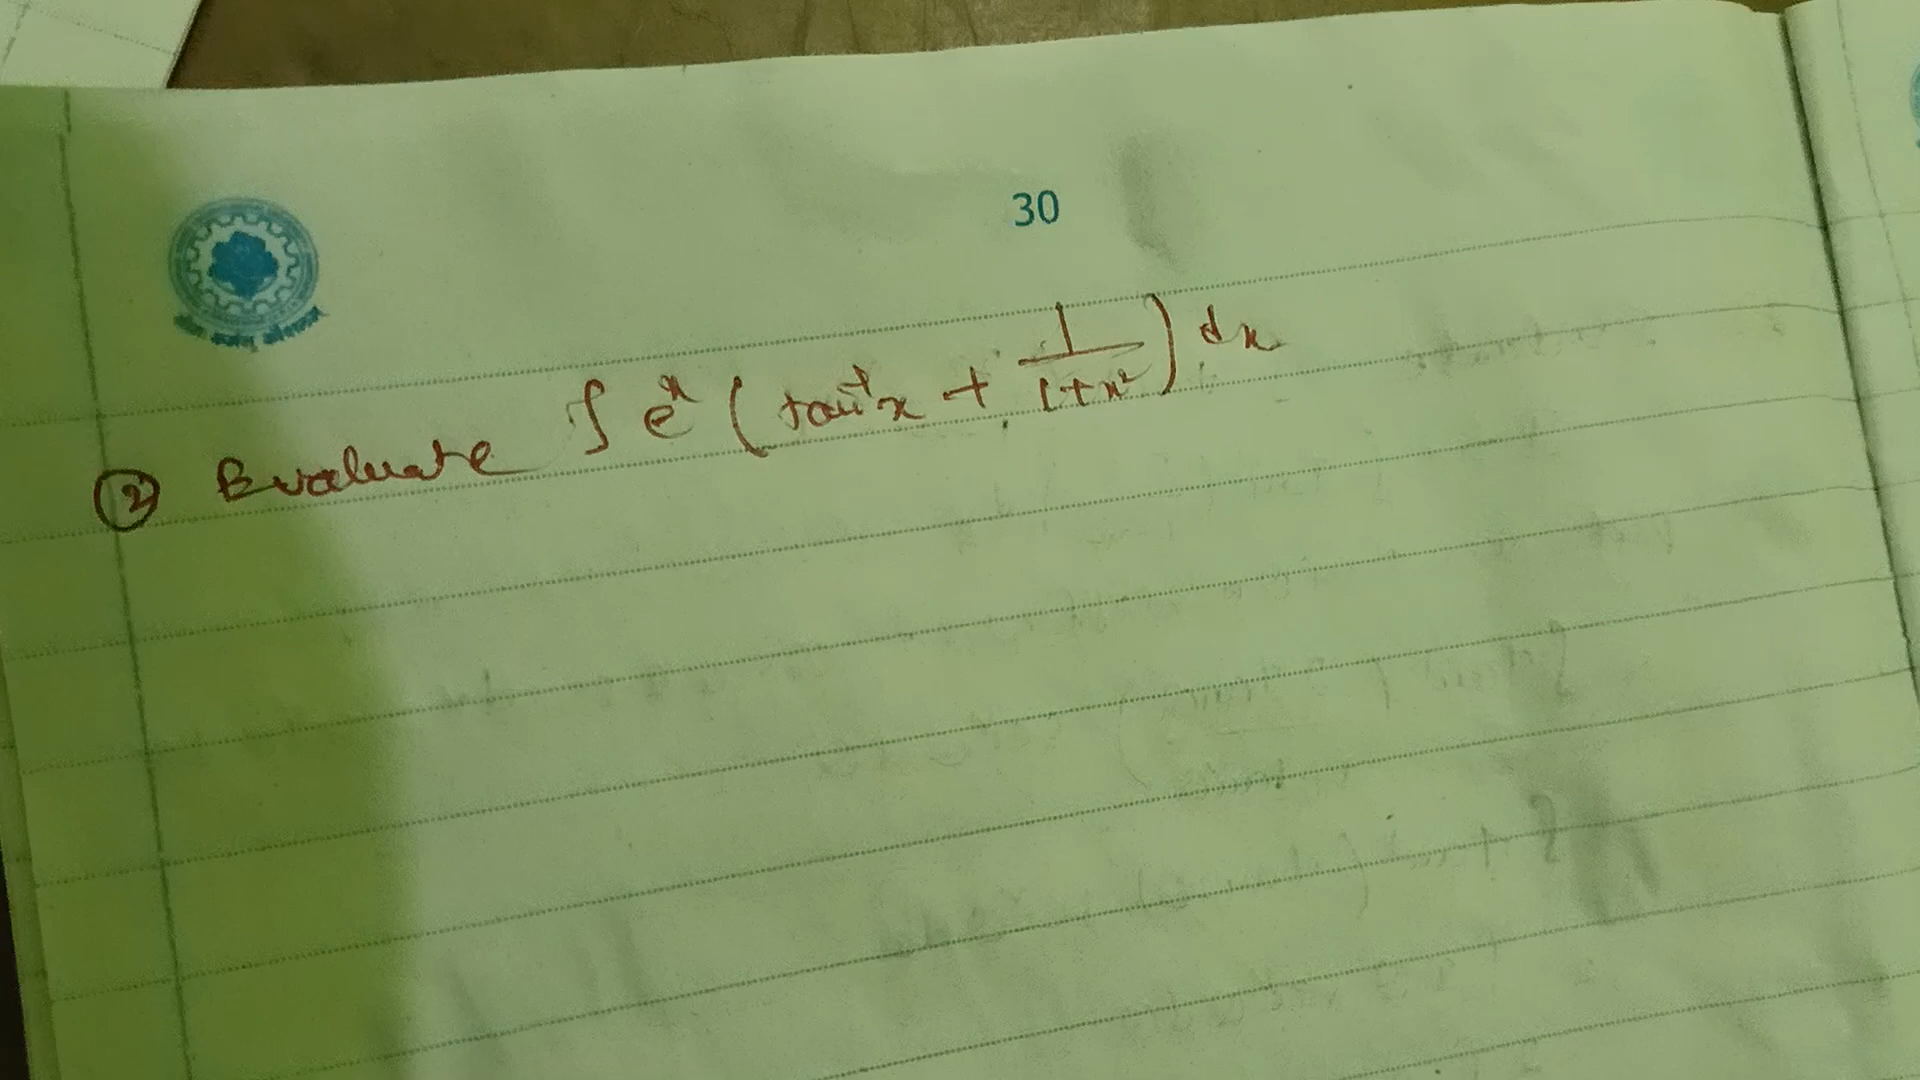 30
② Evaluate ∫ eˣ ( tan⁻¹x + 1/(1+x²) ) dx